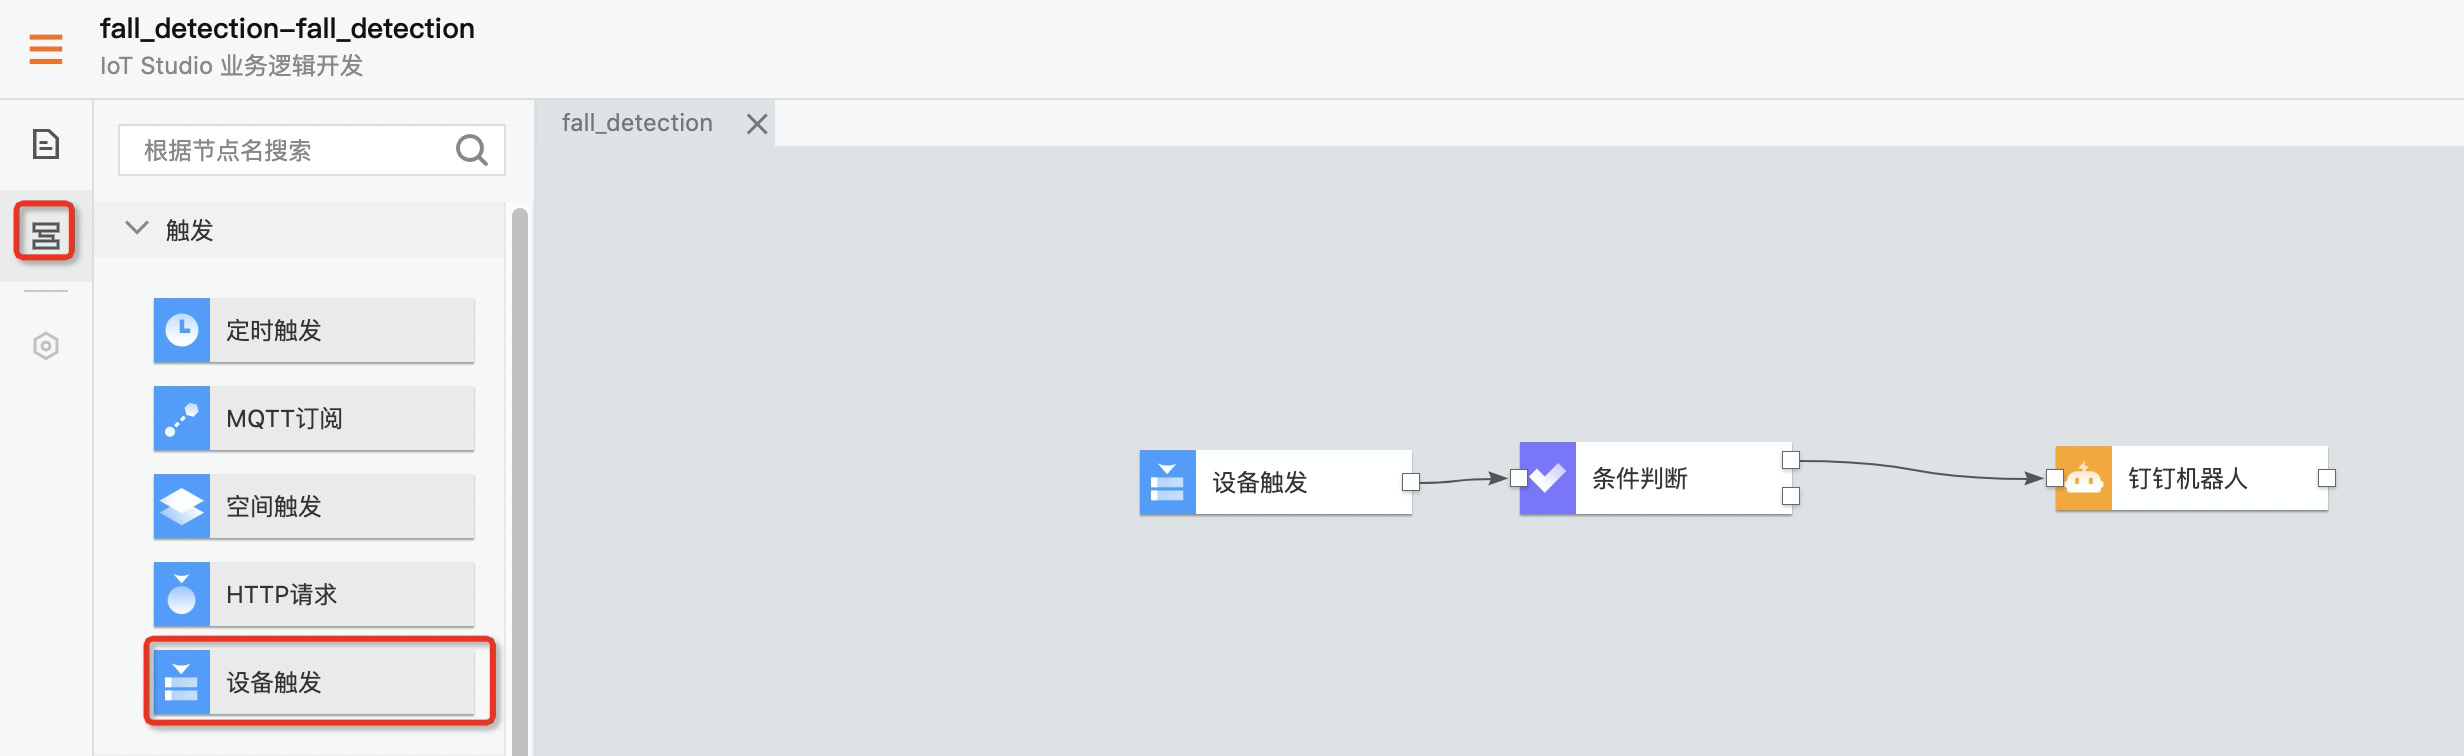 fall_detection-fall_detection
IoT Studio 业务逻辑开发
根据节点名搜索
触发
定时触发
MQTT订阅
空间触发
HTTP请求
设备触发
fall_detection
设备触发
条件判断
钉钉机器人